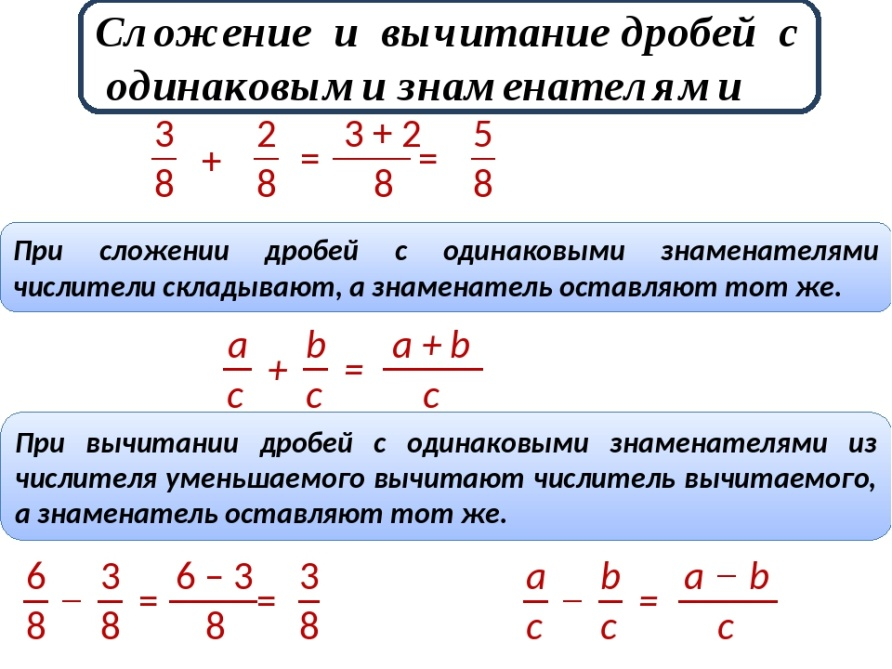 Сложение и вычитание дробей с
одинаковыми знаменателями
3/8 + 2/8 = (3 + 2)/8 = 5/8
При сложении дробей с одинаковыми знаменателями
числители складывают, а знаменатель оставляют тот же.
a/c + b/c = (a + b)/c
При вычитании дробей с одинаковыми знаменателями из
числителя уменьшаемого вычитают числитель вычитаемого,
а знаменатель оставляют тот же.
6/8 – 3/8 = (6 – 3)/8 = 3/8 a/c – b/c = (a – b)/c